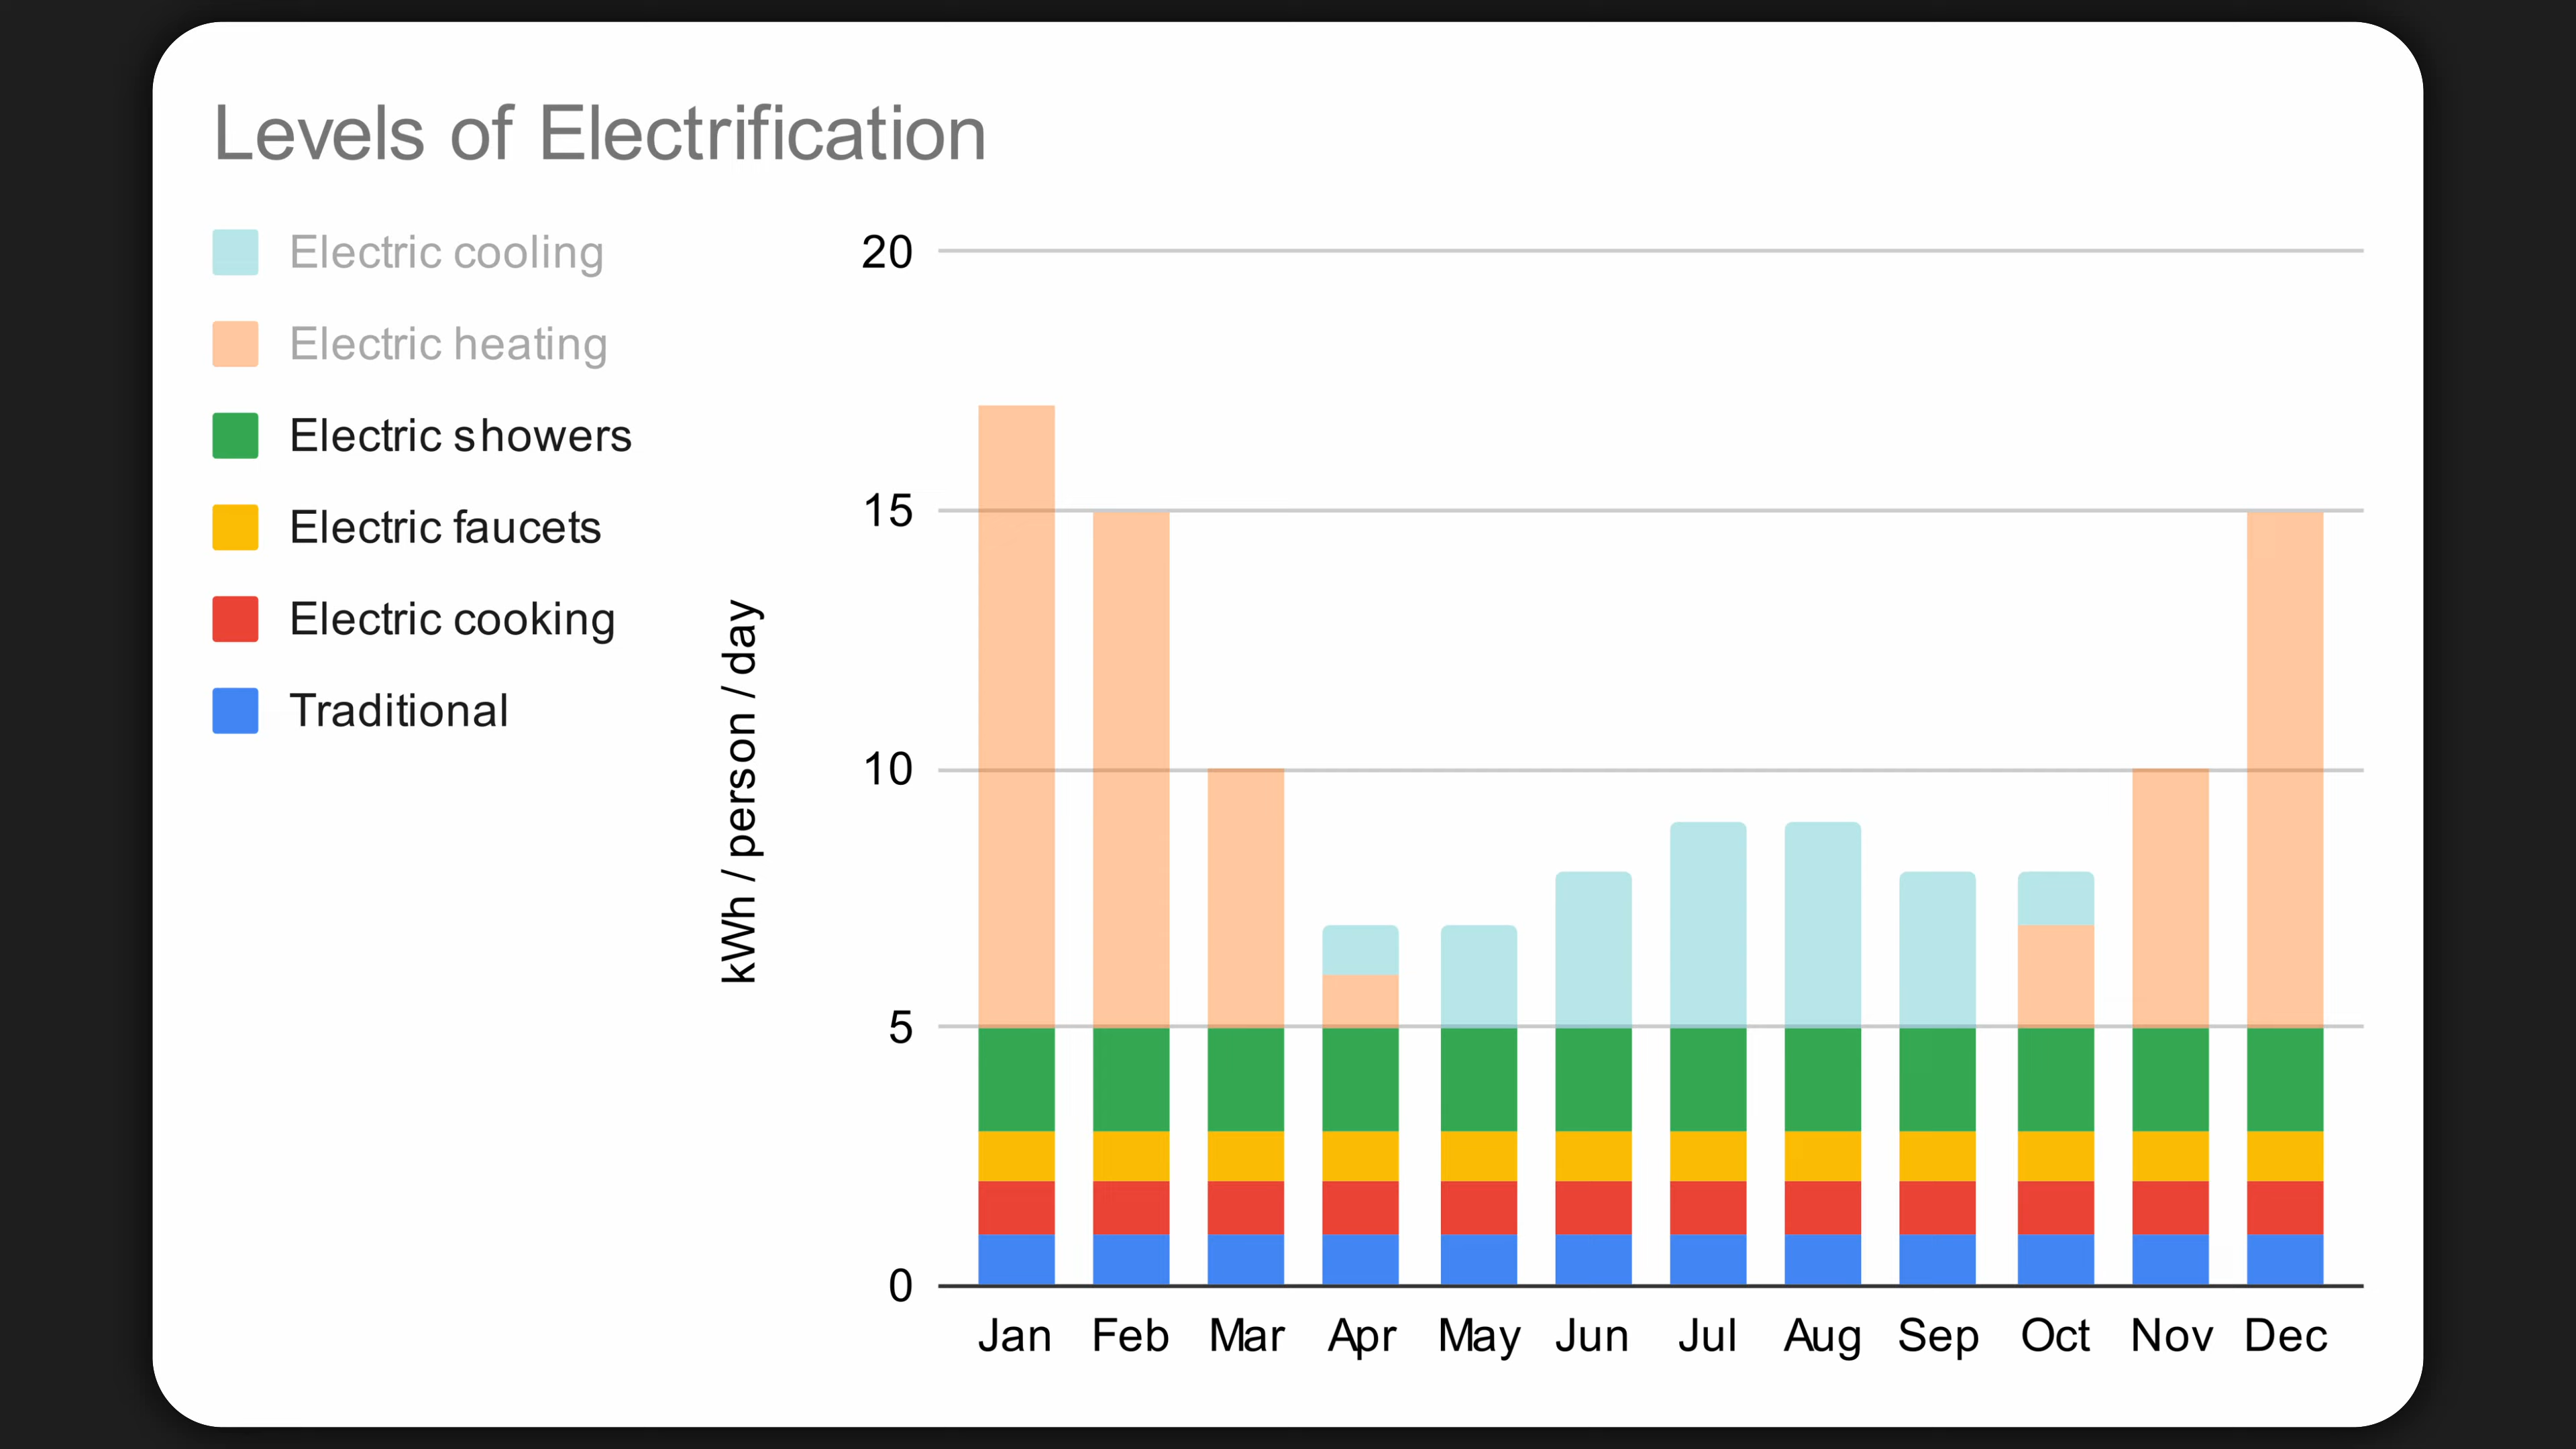 Levels of Electrification
Electric cooling
Electric heating
Electric showers
Electric faucets
Electric cooking
Traditional
kWh / person / day
20
15
10
5
0
Jan Feb Mar Apr May Jun Jul Aug Sep Oct Nov Dec